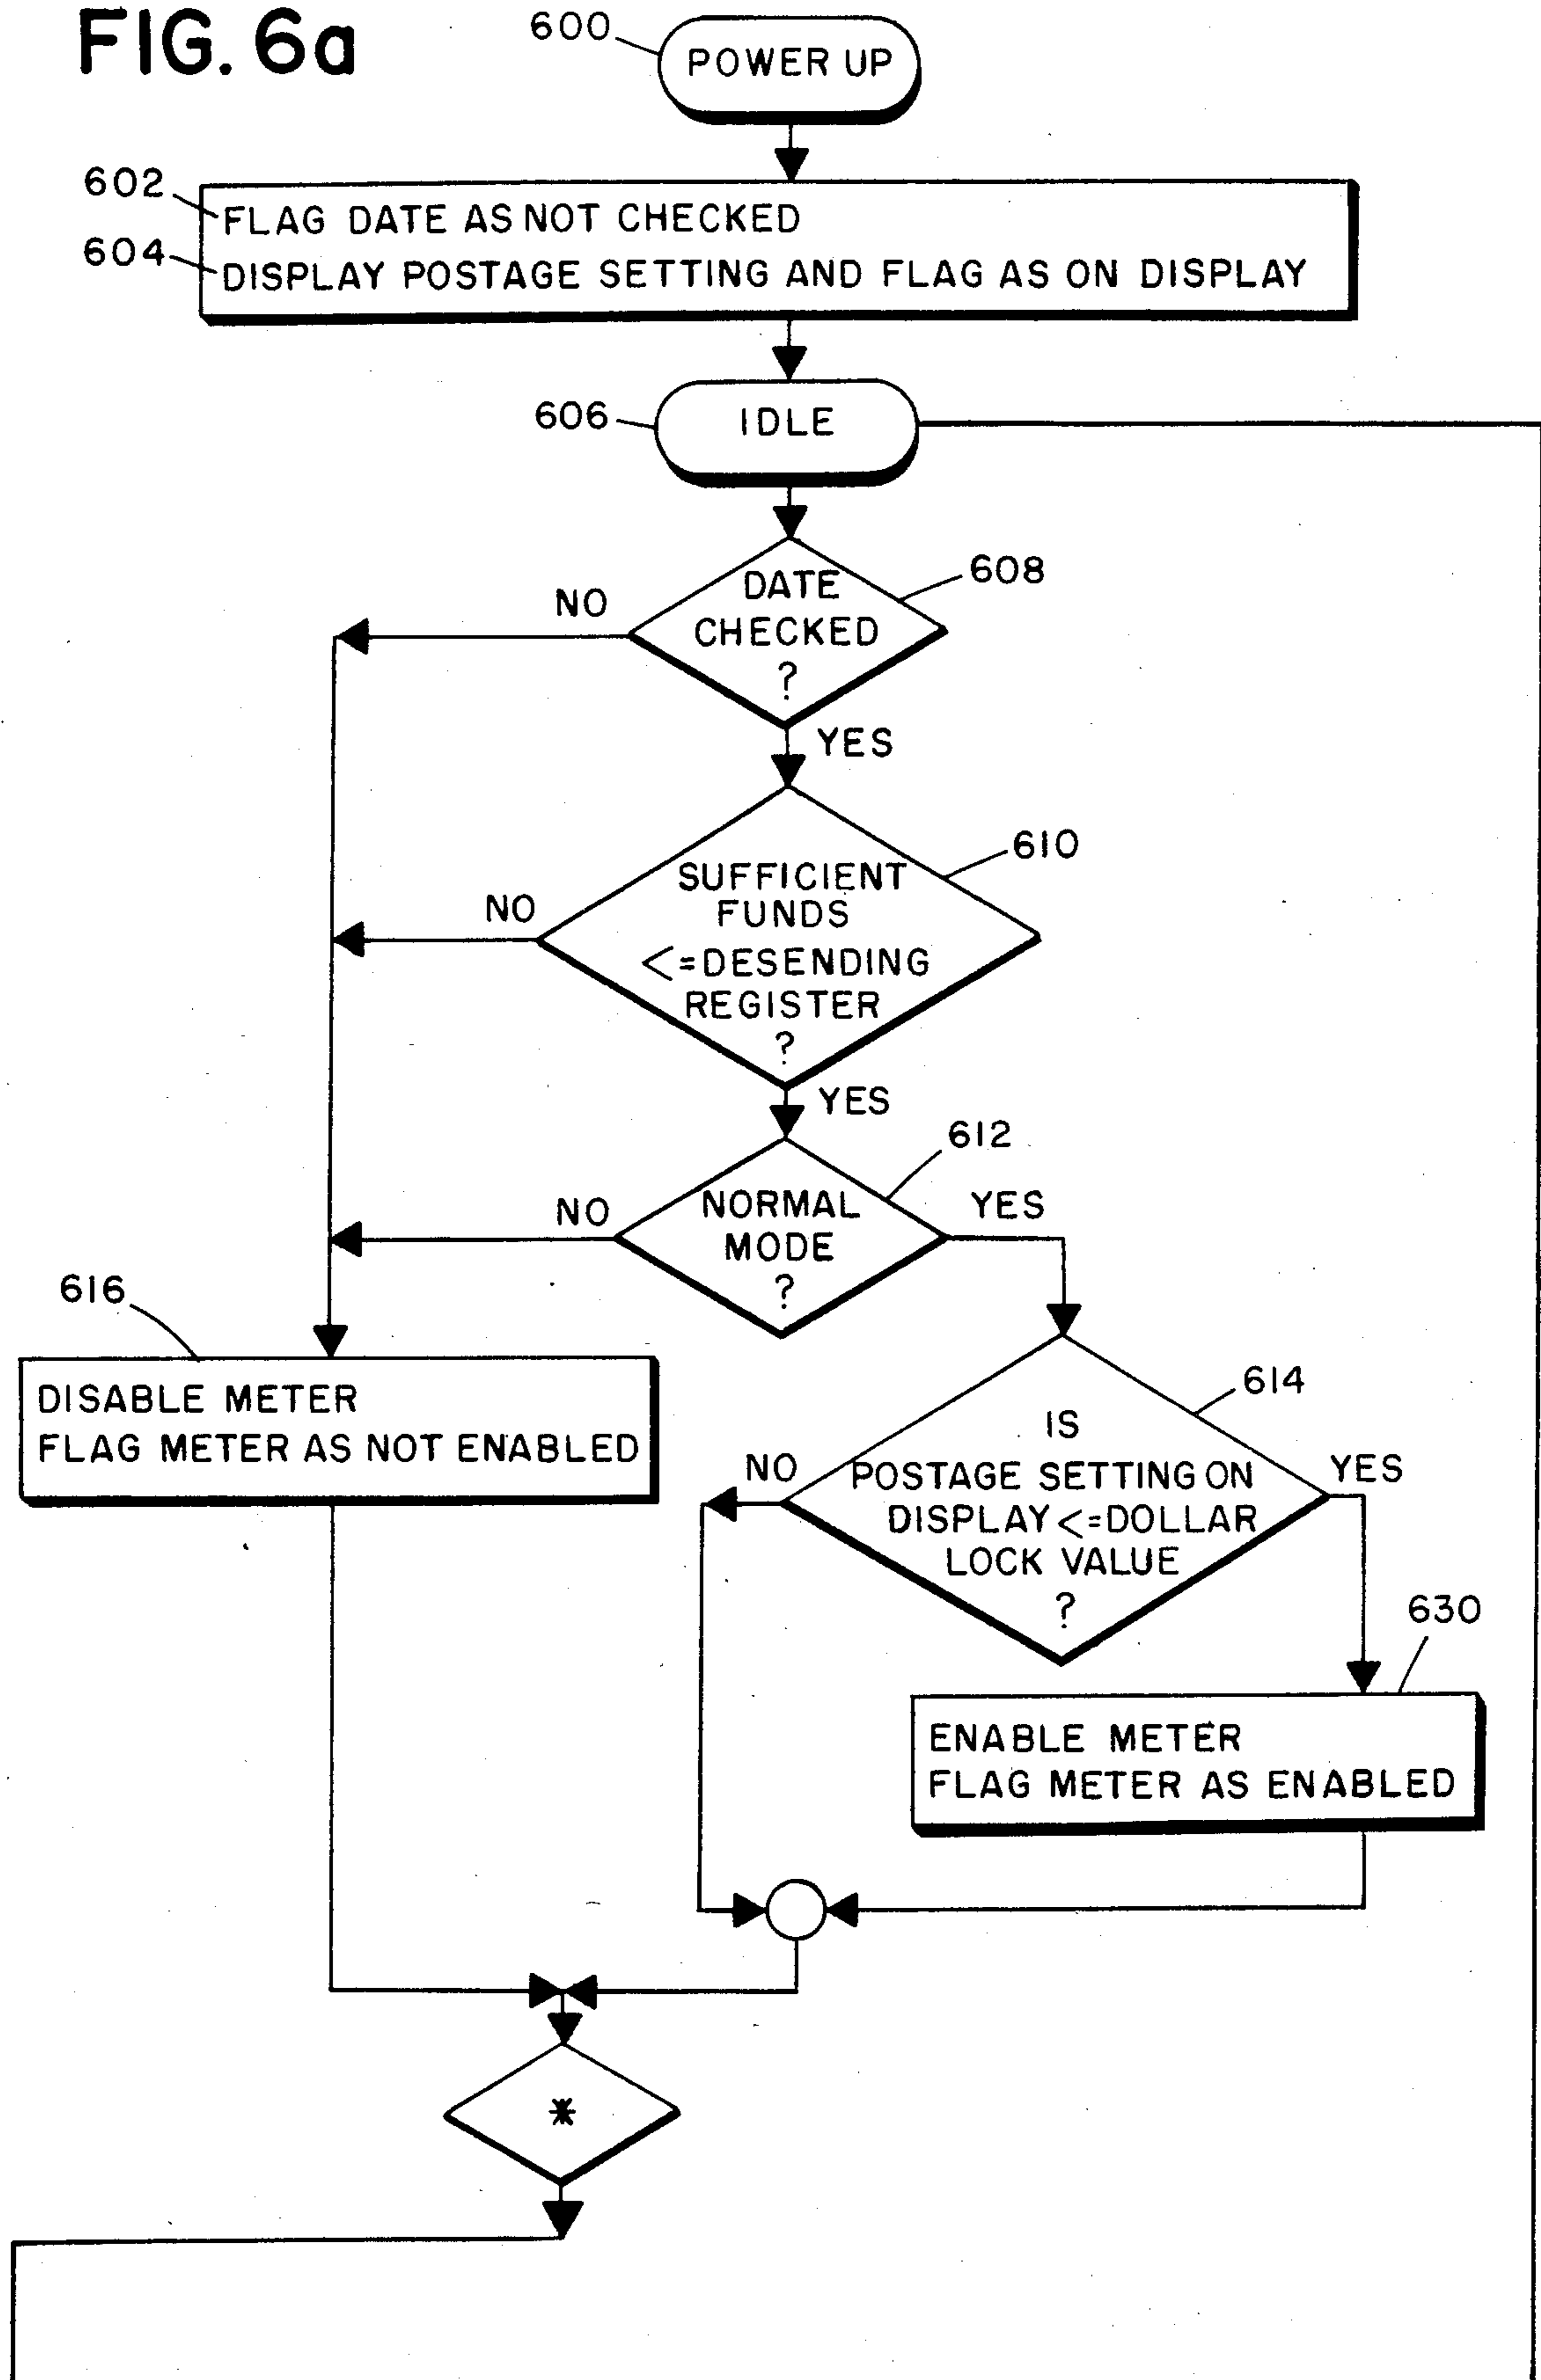 FIG. 6a
600
POWER UP
602
FLAG DATE AS NOT CHECKED
604
DISPLAY POSTAGE SETTING AND FLAG AS ON DISPLAY
606
IDLE
608
DATE
CHECKED
?
NO
YES
610
SUFFICIENT
FUNDS
<=DESENDING
REGISTER
?
NO
YES
612
NORMAL
MODE
?
NO
YES
616
DISABLE METER
FLAG METER AS NOT ENABLED
614
IS
POSTAGE SETTING ON
DISPLAY <=DOLLAR
LOCK VALUE
?
NO
YES
630
ENABLE METER
FLAG METER AS ENABLED
*